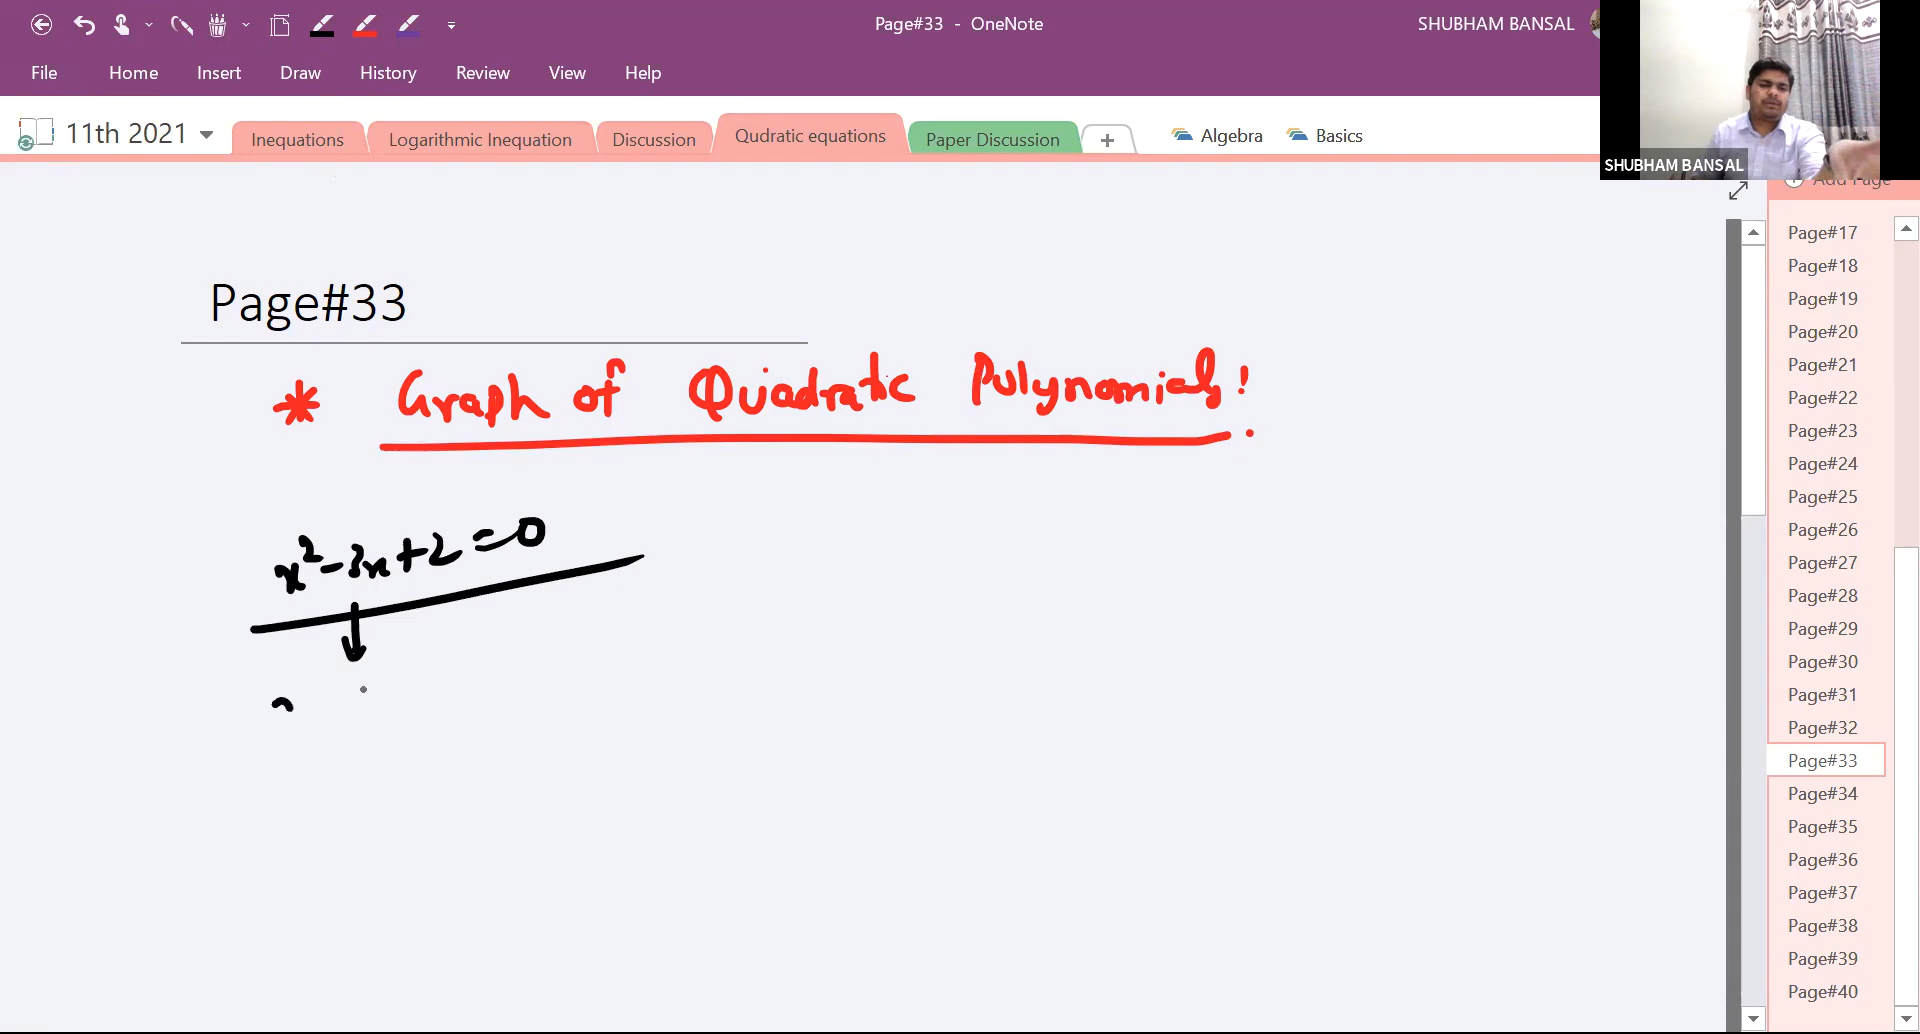 Page#33 - OneNote
SHUBHAM BANSAL
File Home Insert Draw History Review View Help
11th 2021
Inequations
Logarithmic Inequation
Discussion
Qudratic equations
Paper Discussion
+
Algebra
Basics
SHUBHAM BANSAL
Add Page
Page#33
* Graph of Quadratic Polynomials:
x²-3x+2=0
Page#17
Page#18
Page#19
Page#20
Page#21
Page#22
Page#23
Page#24
Page#25
Page#26
Page#27
Page#28
Page#29
Page#30
Page#31
Page#32
Page#33
Page#34
Page#35
Page#36
Page#37
Page#38
Page#39
Page#40